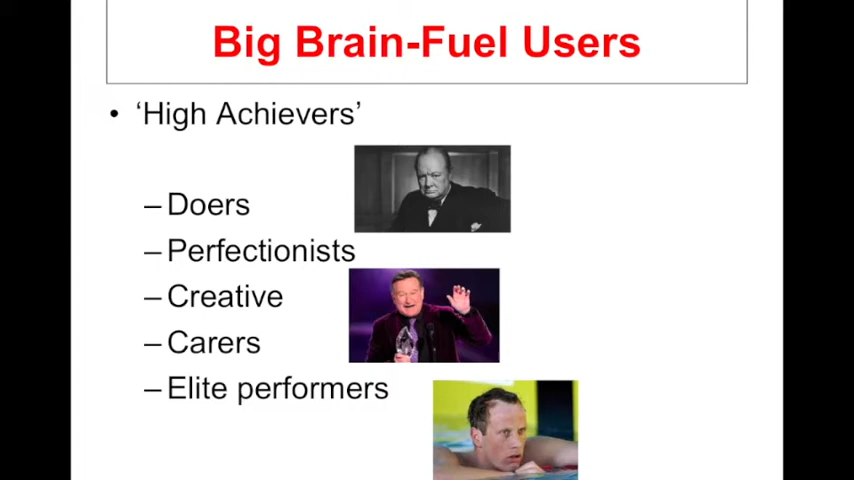 Big Brain-Fuel Users
• ‘High Achievers’
– Doers
– Perfectionists
– Creative
– Carers
– Elite performers